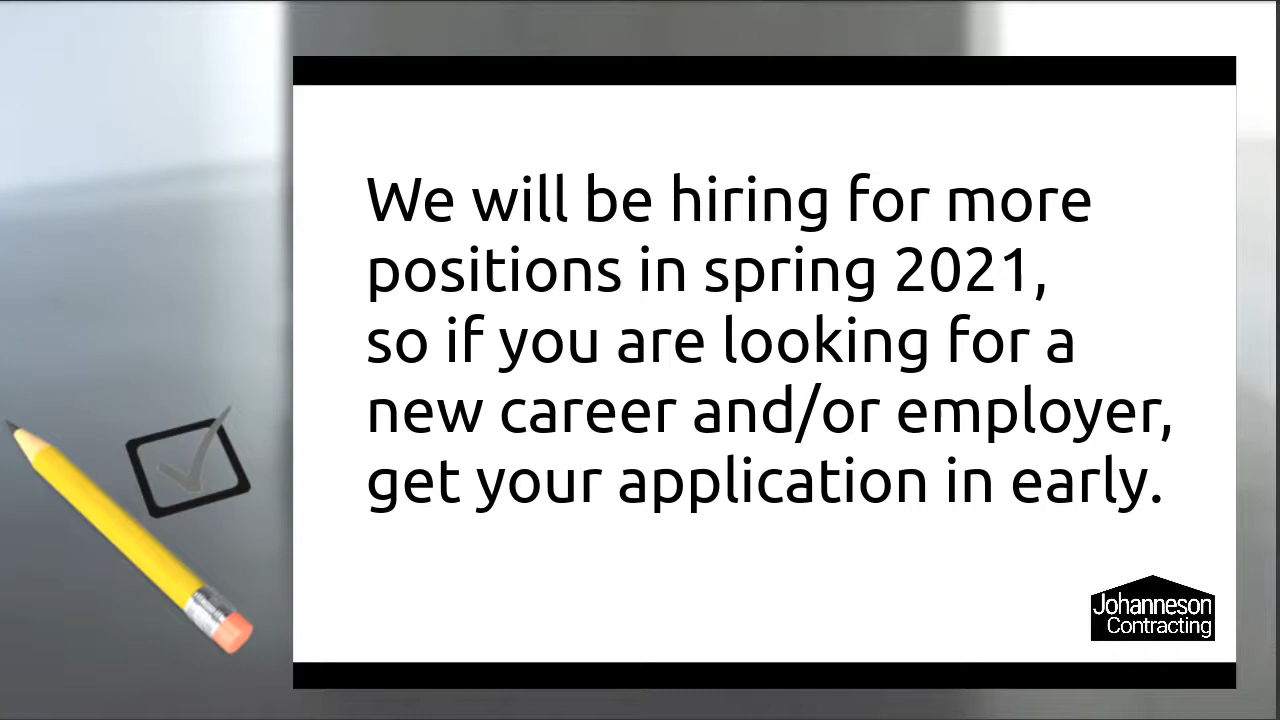 We will be hiring for more
positions in spring 2021,
so if you are looking for a
new career and/or employer,
get your application in early.
Johanneson
Contracting